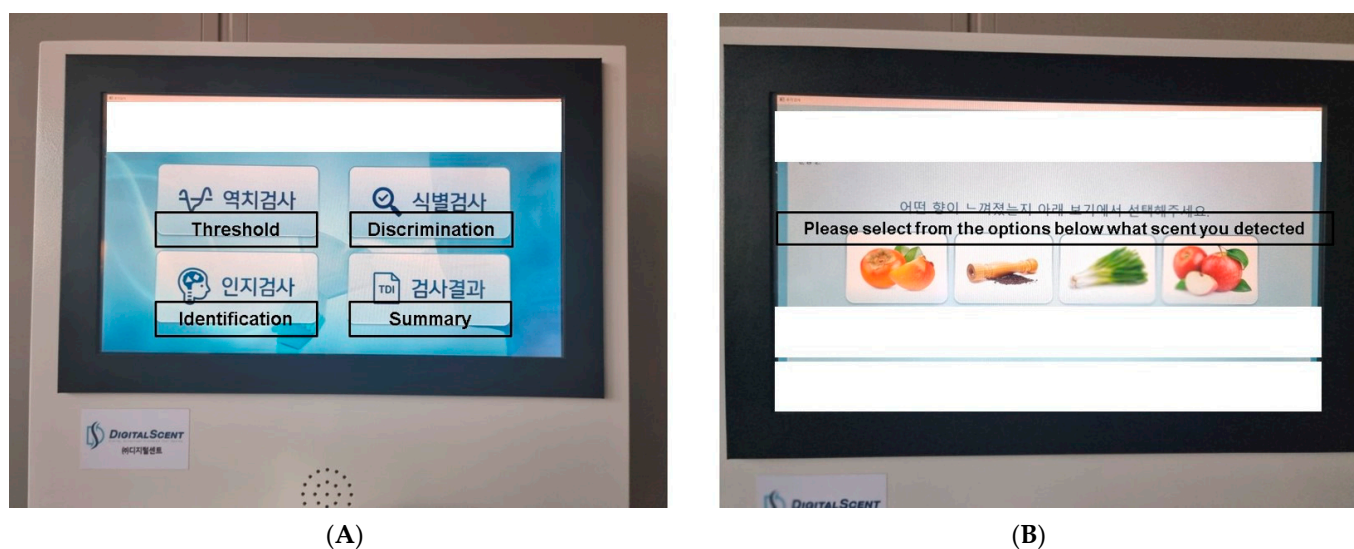 역치검사
Threshold
식별검사
Discrimination
인지검사
Identification
TDI 검사결과
Summary
DIGITALSCENT
㈜디지털센트
(A)
어떤 향이 느껴졌는지 아래 보기에서 선택해주세요.
Please select from the options below what scent you detected
DIGITALSCENT
(B)